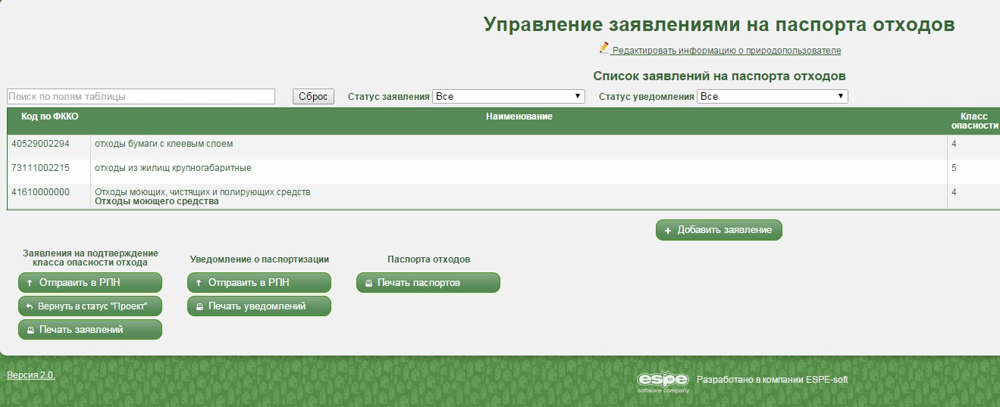 Управление заявлениями на паспорта отходов
Редактировать информацию о природопользователе
Список заявлений на паспорта отходов
Поиск по полям таблицы Сброс Статус заявления Все Статус уведомления Все
Код по ФККО Наименование Класс опасности
40529002294 отходы бумаги с клеевым слоем 4
73111002215 отходы из жилищ крупногабаритные 5
41610000000 Отходы моющих, чистящих и полирующих средств 4
Отходы моющего средства
Добавить заявление
Заявления на подтверждение
класса опасности отхода
Уведомление о паспортизации
Паспорта отходов
Отправить в РПН Отправить в РПН Печать паспортов
Вернуть в статус "Проект" Печать уведомлений
Печать заявлений
Версия 2.0.
espe
software company
Разработано в компании ESPE-soft